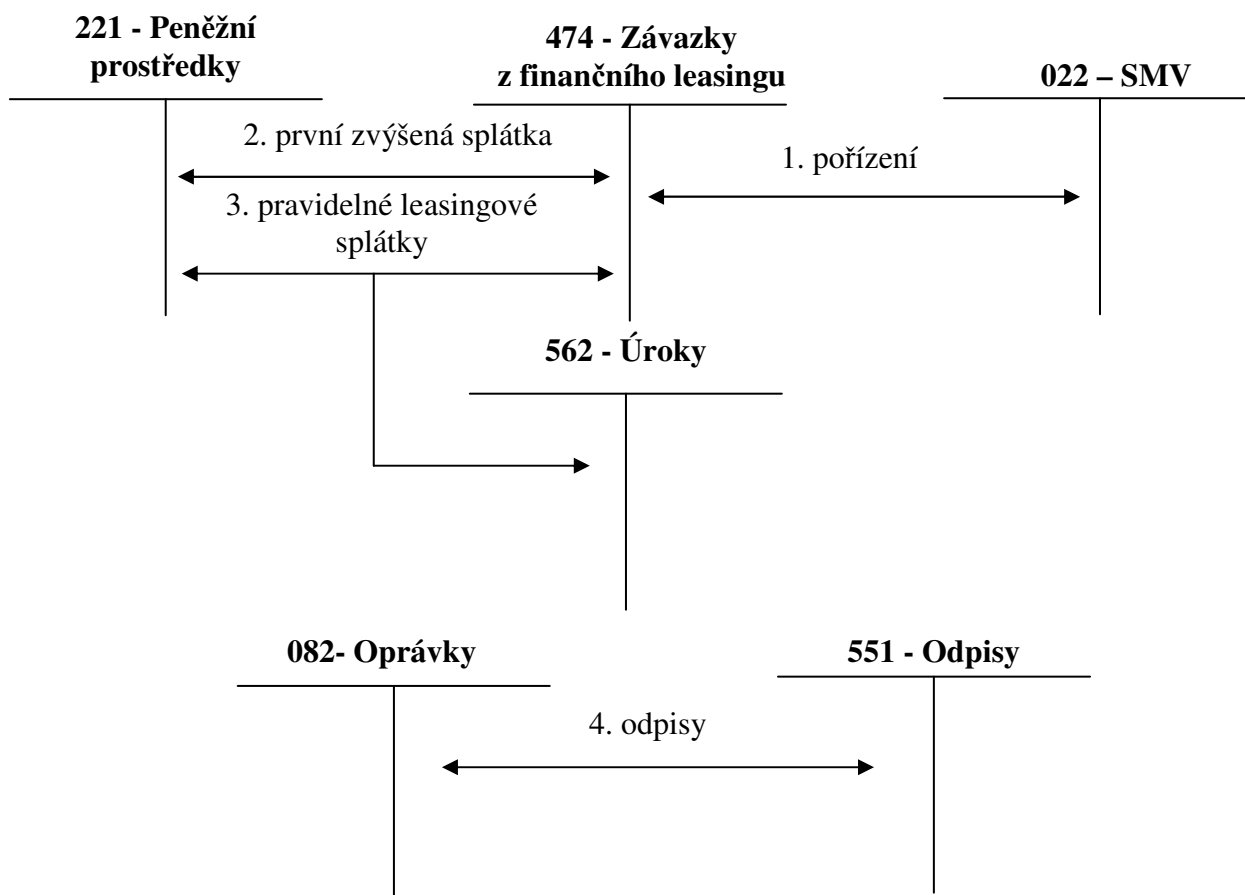 221 - Peněžní
prostředky
474 - Závazky
z finančního leasingu
022 – SMV
2. první zvýšená splátka
1. pořízení
3. pravidelné leasingové
splátky
562 - Úroky
082- Oprávky
551 - Odpisy
4. odpisy